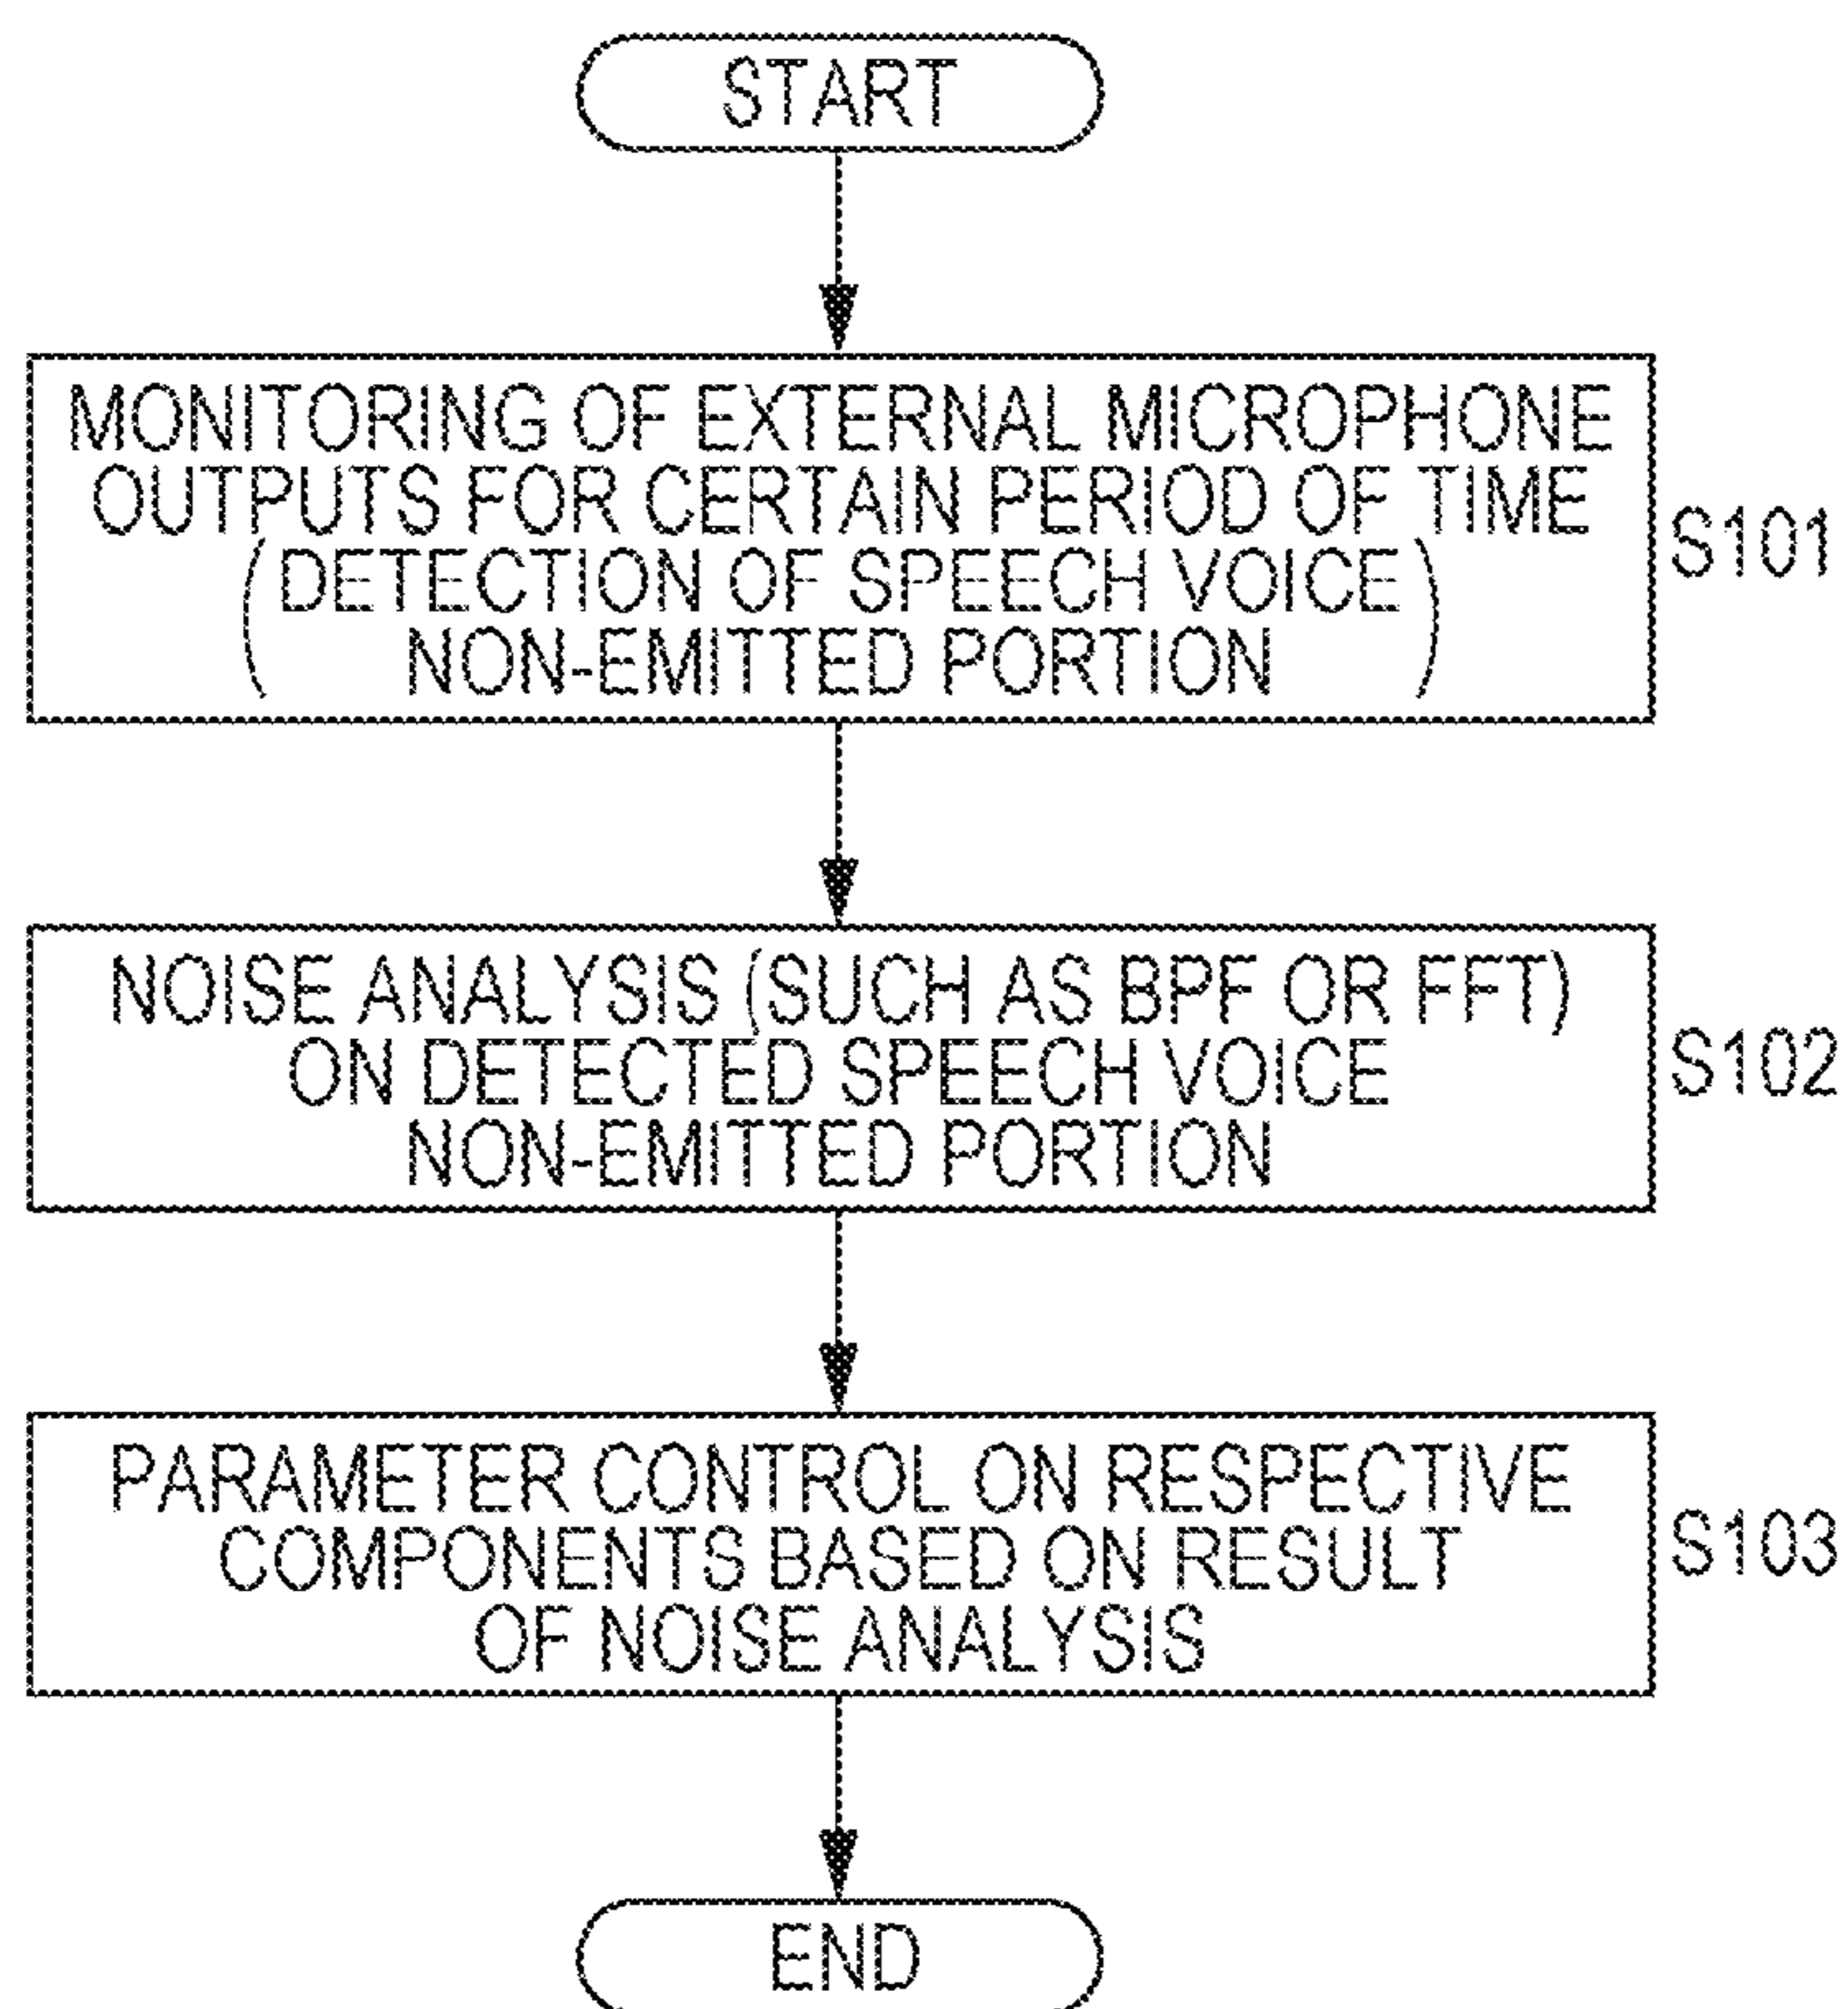 START
MONITORING OF EXTERNAL MICROPHONE
OUTPUTS FOR CERTAIN PERIOD OF TIME
(DETECTION OF SPEECH VOICE
NON-EMITTED PORTION)
S101
NOISE ANALYSIS (SUCH AS BPF OR FFT)
ON DETECTED SPEECH VOICE
NON-EMITTED PORTION
S102
PARAMETER CONTROL ON RESPECTIVE
COMPONENTS BASED ON RESULT
OF NOISE ANALYSIS
S103
END